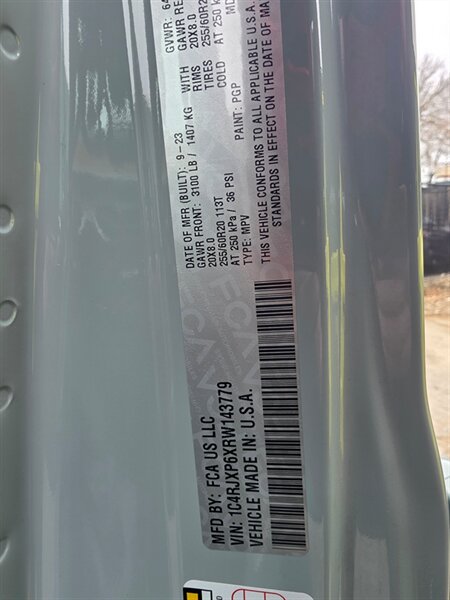 MFD BY: FCA US LLC
DATE OF MFR (BUILT): 9-23
GVWR:
GAWR FRONT: 3100 LB / 1407 KG WITH
GAWR RE
20X8.0 RIMS 20X8.0
255/60R20 113T TIRES 255/60R20
AT 250 kPa / 36 PSI COLD AT 250
TYPE: MPV PAINT: PGP MD
VIN: 1C4RJXP6XRW143779
THIS VEHICLE CONFORMS TO ALL APPLICABLE U.S.A.
VEHICLE MADE IN: U.S.A.
STANDARDS IN EFFECT ON THE DATE OF MA